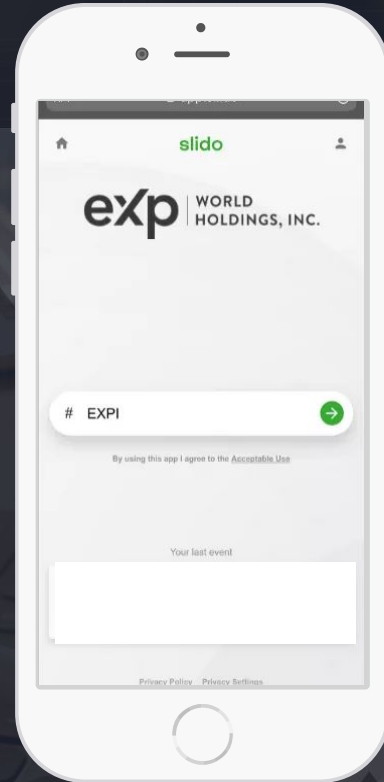 slido
eXp WORLD
HOLDINGS, INC.
# EXPI
By using this app I agree to the Acceptable Use
Your last event
Privacy Policy Privacy Settings